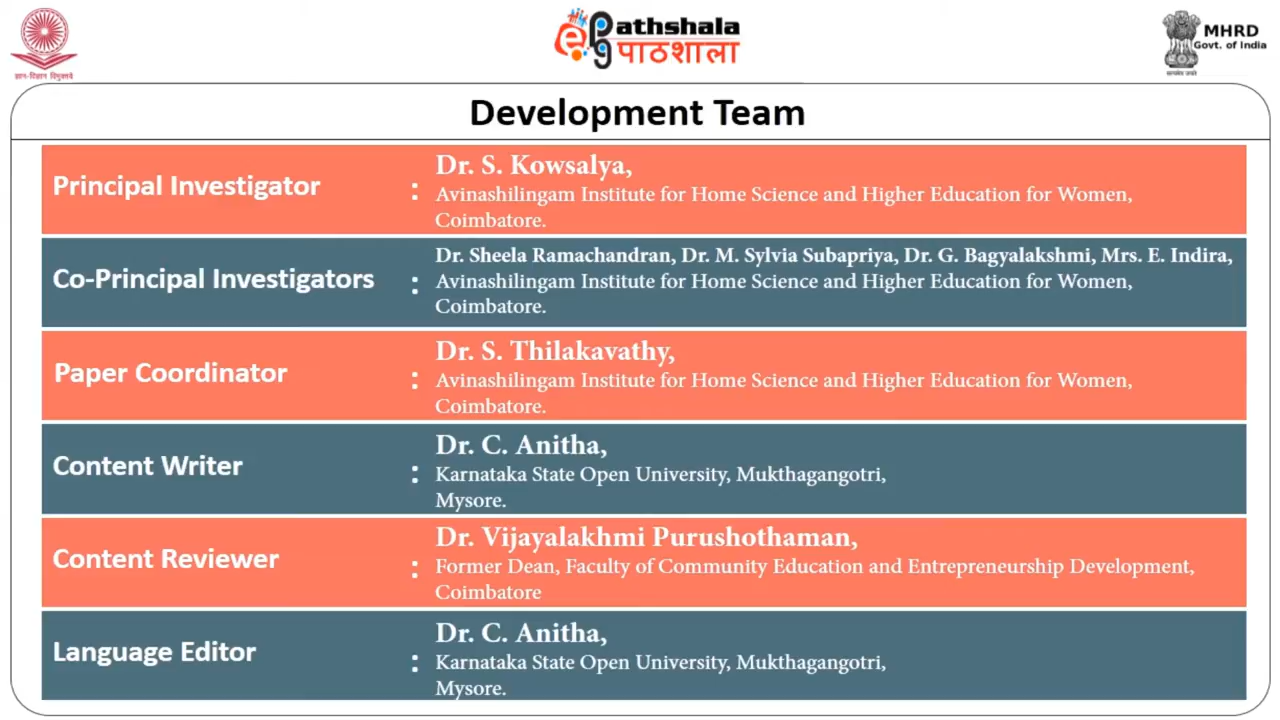 ज्ञान-विज्ञान विमुक्तये
ePG Pathshala
पाठशाला
MHRD
Govt. of India
सत्यमेव जयते
Development Team
Principal Investigator
:
Dr. S. Kowsalya,
Avinashilingam Institute for Home Science and Higher Education for Women,
Coimbatore.
Co-Principal Investigators
:
Dr. Sheela Ramachandran, Dr. M. Sylvia Subapriya, Dr. G. Bagyalakshmi, Mrs. E. Indira,
Avinashilingam Institute for Home Science and Higher Education for Women,
Coimbatore.
Paper Coordinator
:
Dr. S. Thilakavathy,
Avinashilingam Institute for Home Science and Higher Education for Women,
Coimbatore.
Content Writer
:
Dr. C. Anitha,
Karnataka State Open University, Mukthagangotri,
Mysore.
Content Reviewer
:
Dr. Vijayalakhmi Purushothaman,
Former Dean, Faculty of Community Education and Entrepreneurship Development,
Coimbatore
Language Editor
:
Dr. C. Anitha,
Karnataka State Open University, Mukthagangotri,
Mysore.